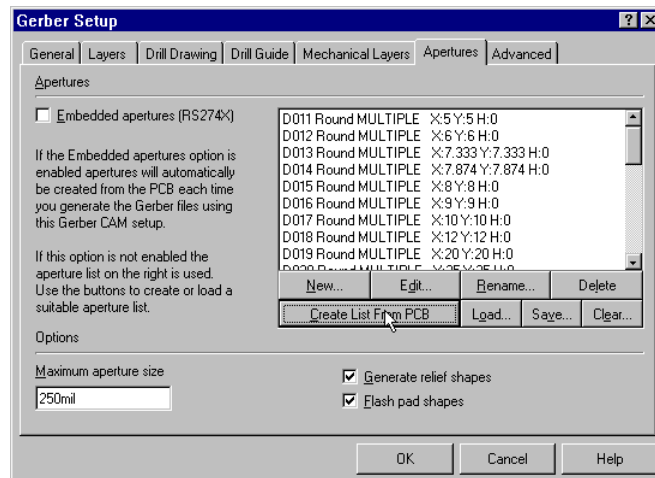 Gerber Setup
General
Layers
Drill Drawing
Drill Guide
Mechanical Layers
Apertures
Advanced
Apertures
Embedded apertures (RS274X)
If the Embedded apertures option is
enabled apertures will automatically
be created from the PCB each time
you generate the Gerber files using
this Gerber CAM setup.
If this option is not enabled the
aperture list on the right is used.
Use the buttons to create or load a
suitable aperture list.
D011 Round MULTIPLE X:5 Y:5 H:0
D012 Round MULTIPLE X:6 Y:6 H:0
D013 Round MULTIPLE X:7.333 Y:7.333 H:0
D014 Round MULTIPLE X:7.874 Y:7.874 H:0
D015 Round MULTIPLE X:8 Y:8 H:0
D016 Round MULTIPLE X:9 Y:9 H:0
D017 Round MULTIPLE X:10 Y:10 H:0
D018 Round MULTIPLE X:12 Y:12 H:0
D019 Round MULTIPLE X:20 Y:20 H:0
D020 Round MULTIPLE X:25 Y:25 H:0
New...
Edit...
Rename...
Delete
Create List From PCB
Load...
Save...
Clear...
Options
Maximum aperture size
250mil
Generate relief shapes
Flash pad shapes
OK
Cancel
Help